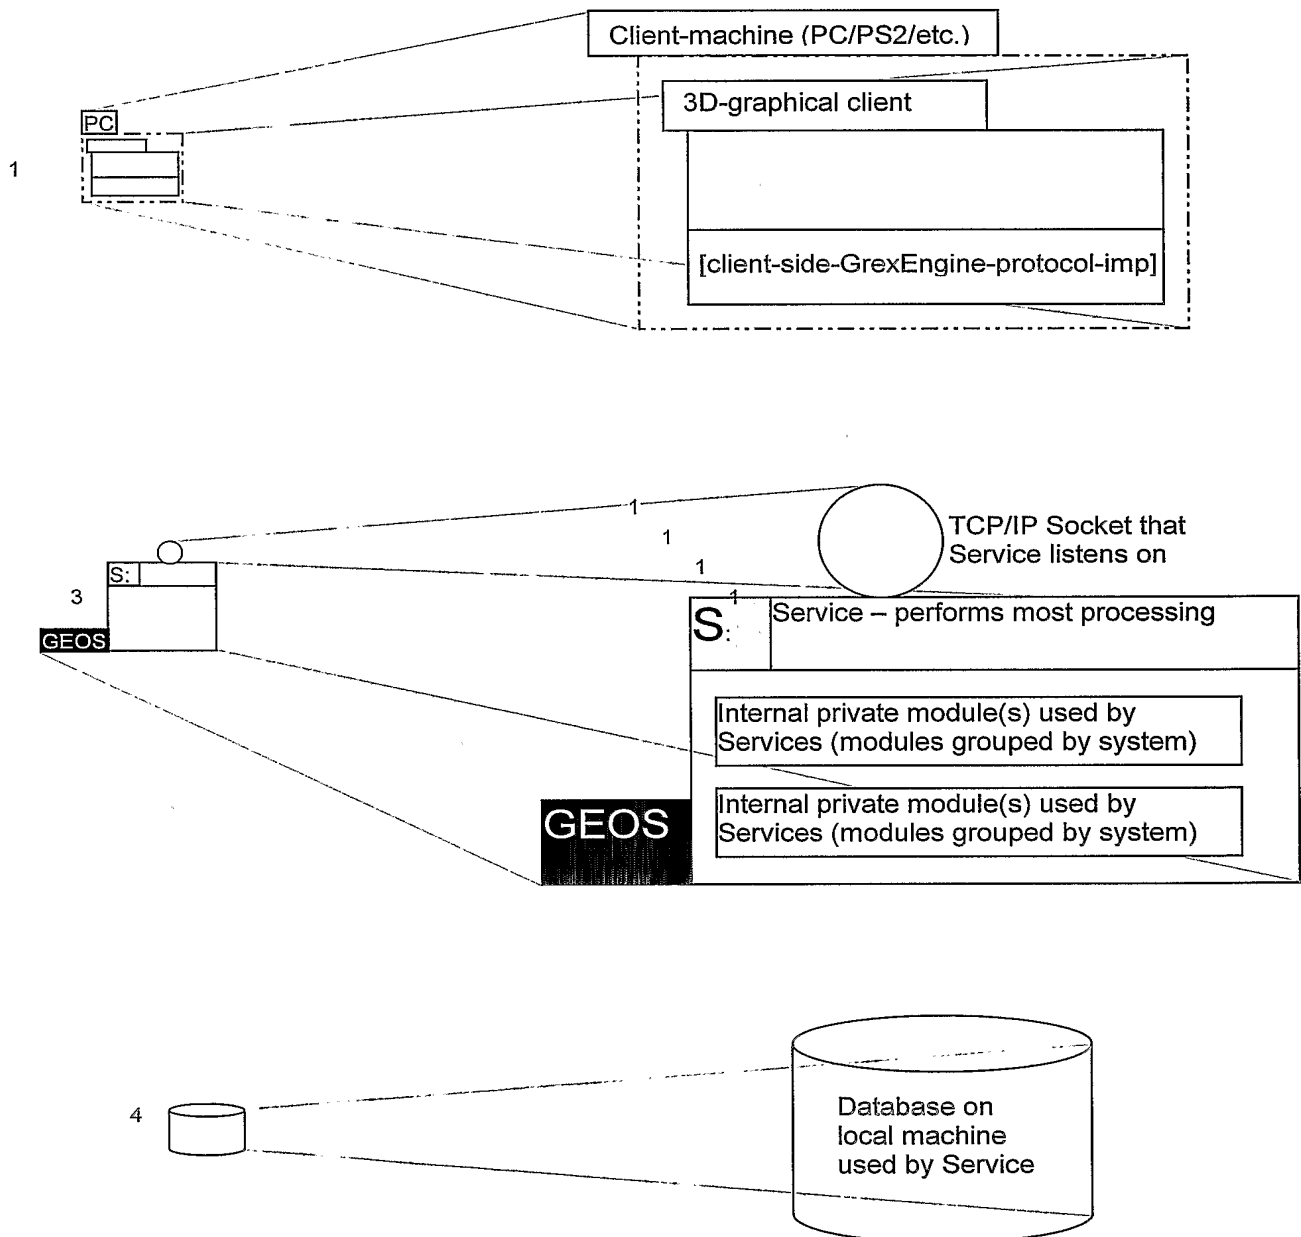 Client-machine (PC/PS2/etc.)
3D-graphical client
PC
1
[client-side-GrexEngine-protocol-imp]
1
1
1
1
TCP/IP Socket that
Service listens on
S:
3
GEOS
S:
Service – performs most processing
Internal private module(s) used by
Services (modules grouped by system)
GEOS
Internal private module(s) used by
Services (modules grouped by system)
4
Database on
local machine
used by Service